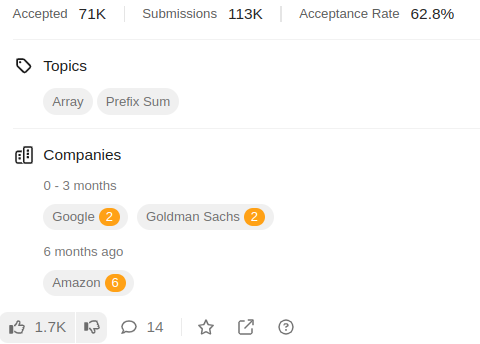 Accepted 71K Submissions 113K Acceptance Rate 62.8%
Topics
Array Prefix Sum
Companies
0 - 3 months
Google 2 Goldman Sachs 2
6 months ago
Amazon 6
1.7K 14